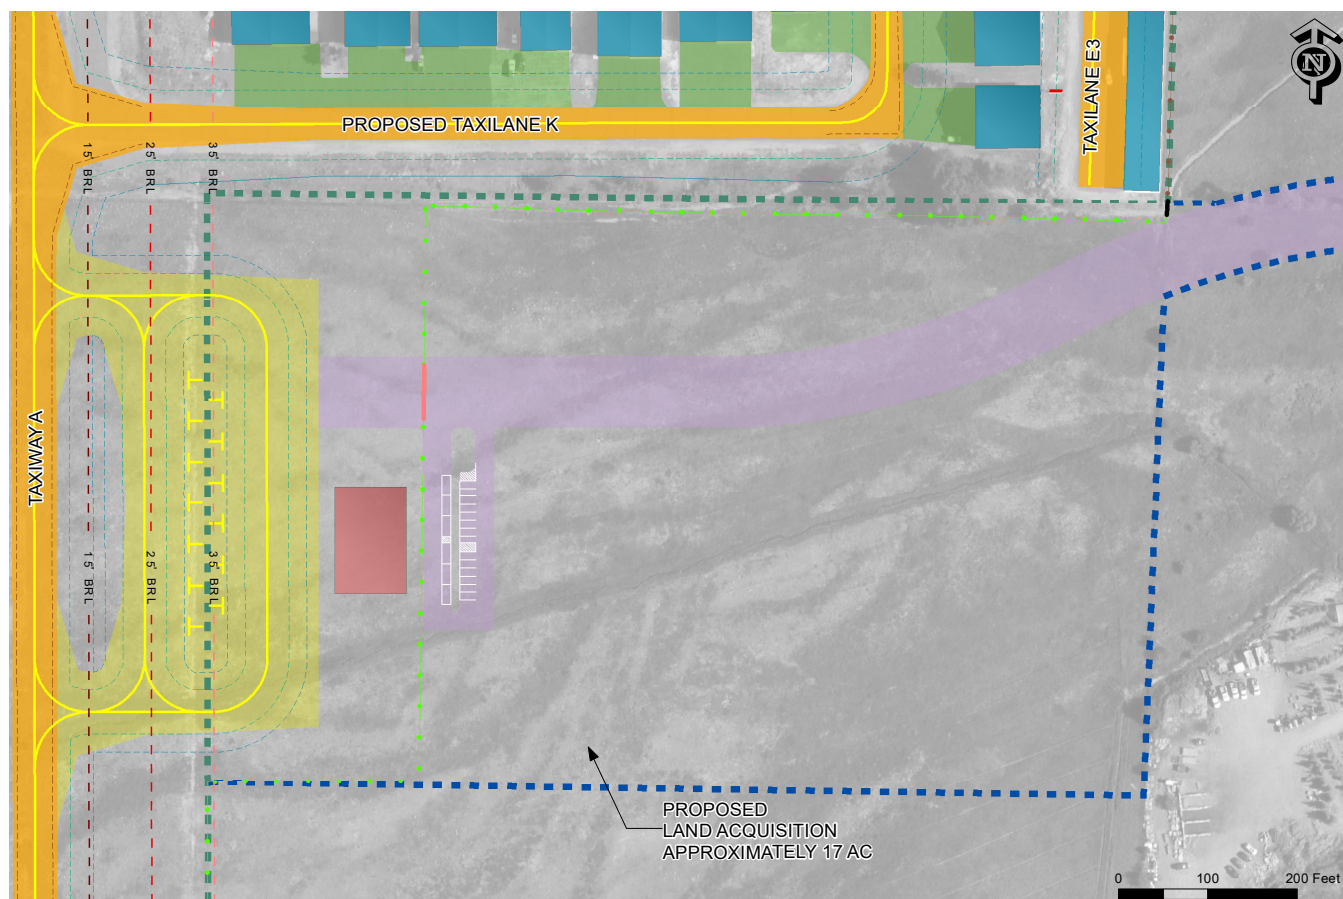 N
TAXILANE E3
PROPOSED TAXILANE K
15' BRL
25' BRL
35' BRL
TAXIWAY A
15' BRL
25' BRL
35' BRL
PROPOSED
LAND ACQUISITION
APPROXIMATELY 17 AC
0 100 200 Feet